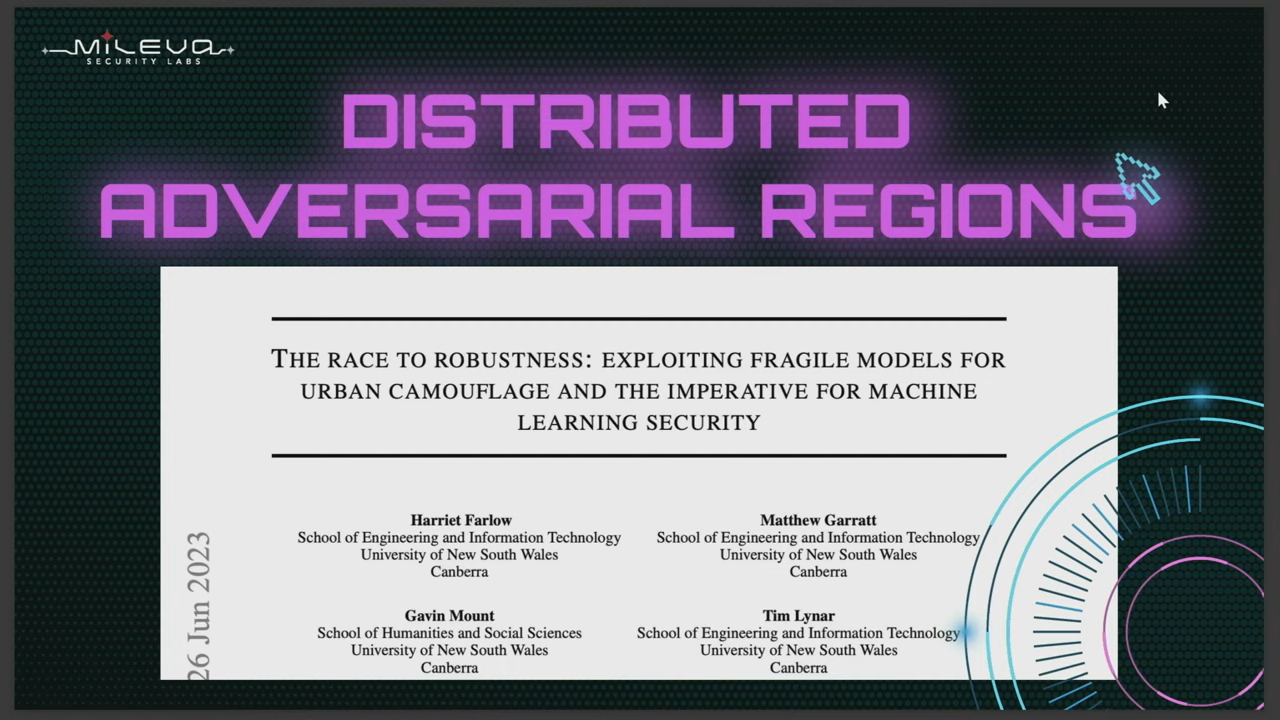 MILEVA
SECURITY LABS
DISTRIBUTED
ADVERSARIAL REGIONS
THE RACE TO ROBUSTNESS: EXPLOITING FRAGILE MODELS FOR
URBAN CAMOUFLAGE AND THE IMPERATIVE FOR MACHINE
LEARNING SECURITY
Harriet Farlow
School of Engineering and Information Technology
University of New South Wales
Canberra
Matthew Garratt
School of Engineering and Information Technology
University of New South Wales
Canberra
Gavin Mount
School of Humanities and Social Sciences
University of New South Wales
Canberra
Tim Lynar
School of Engineering and Information Technology
University of New South Wales
Canberra
26 Jun 2023